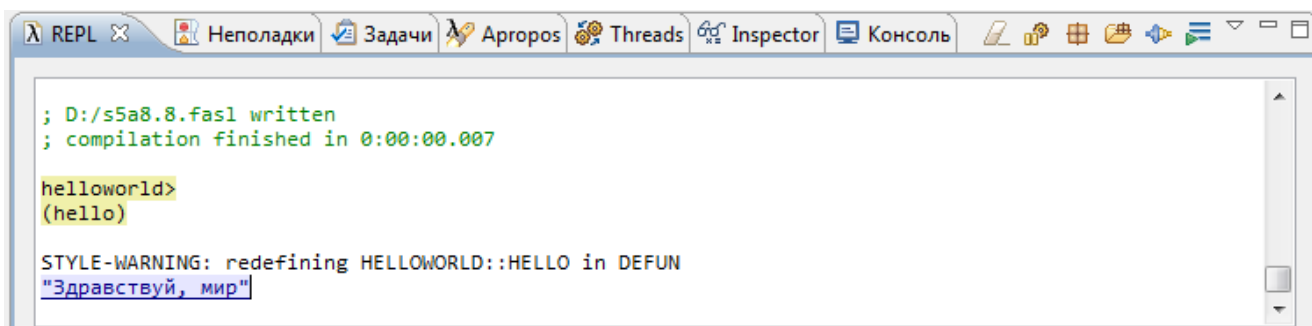 REPL Неполадки Задачи Apropos Threads Inspector Консоль
; D:/s5a8.8.fasl written
; compilation finished in 0:00:00.007
helloworld>
(hello)
STYLE-WARNING: redefining HELLOWORLD::HELLO in DEFUN
"Здравствуй, мир"